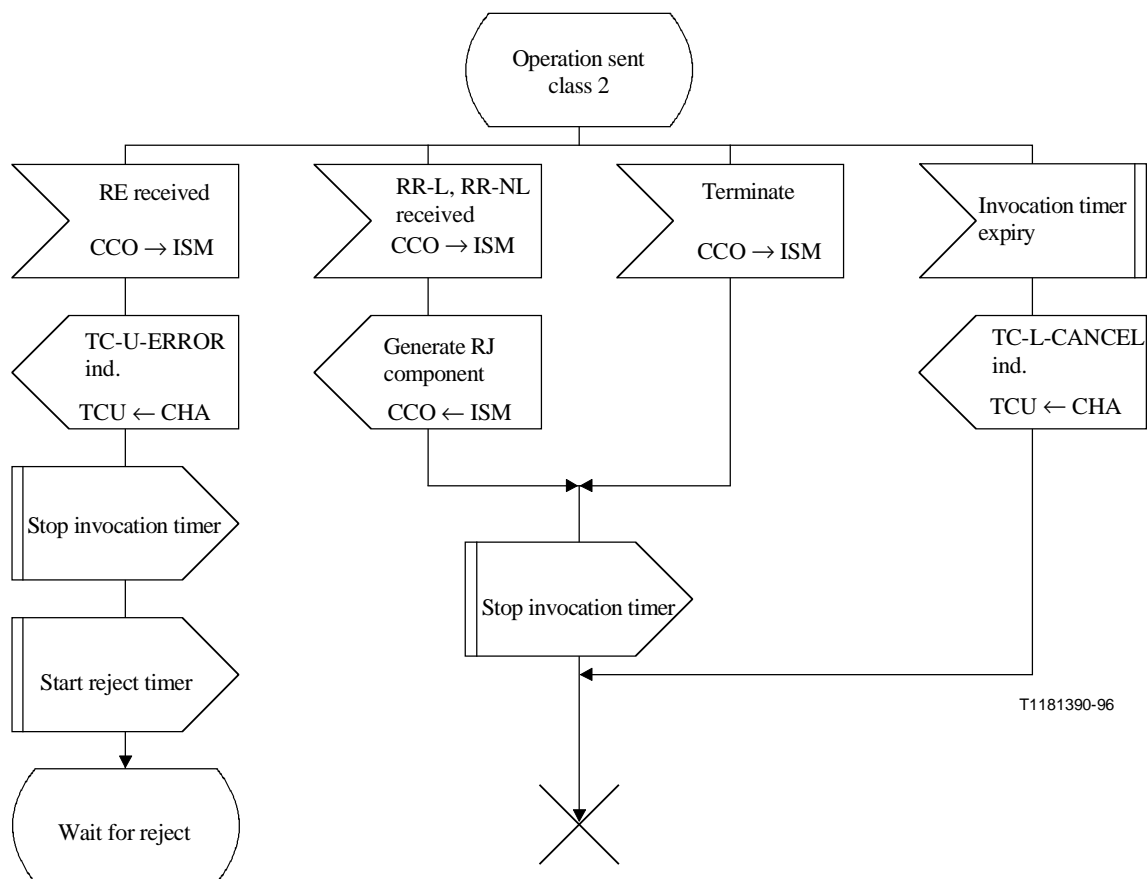 Operation sent
class 2
RE received
CCO → ISM
RR-L, RR-NL
received
CCO → ISM
Terminate
CCO → ISM
Invocation timer
expiry
TC-U-ERROR
ind.
TCU ← CHA
Generate RJ
component
CCO ← ISM
TC-L-CANCEL
ind.
TCU ← CHA
Stop invocation timer
Stop invocation timer
Start reject timer
T1181390-96
Wait for reject